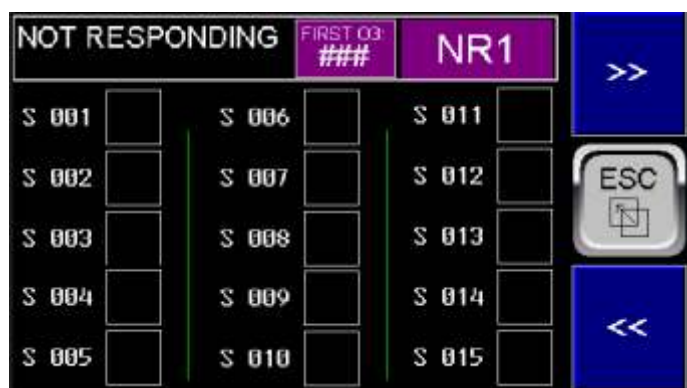 NOT RESPONDING
FIRST 03:
###
NR1
>>
S 001
S 006
S 011
S 002
S 007
S 012
ESC
S 003
S 008
S 013
S 004
S 009
S 014
<<
S 005
S 010
S 015